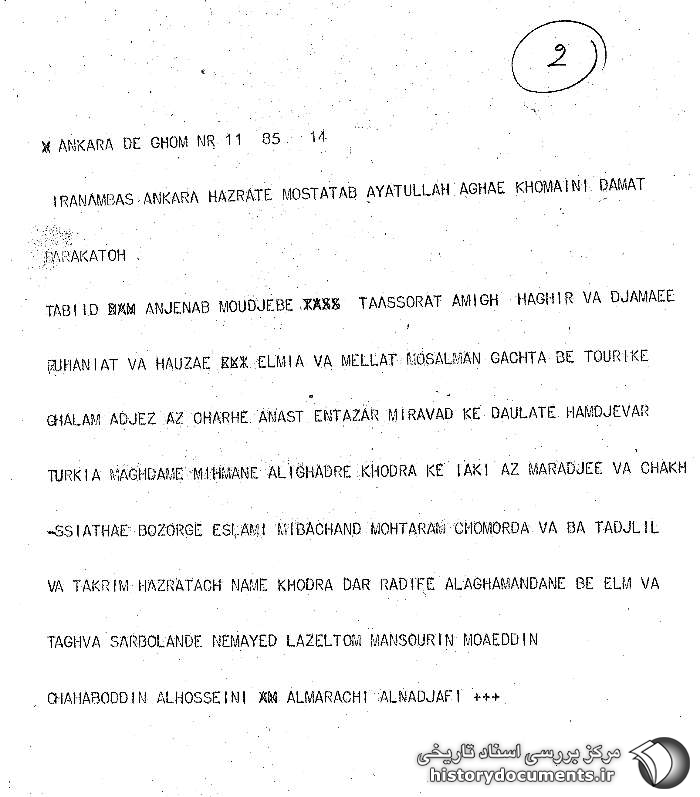 2
X ANKARA DE GHOM NR 11 85 14
IRANAMBAS ANKARA HAZRATE MOSTATAB AYATULLAH AGHAE KHOMAINI DAMAT
BARAKATOH .
TABIID ANJENAB MOUDJEBE XXXX TAASSORAT AMIGH HAGHIR VA DJAMAEE
RUHANIAT VA HAUZAE XXX ELMIA VA MELLAT MOSALMAN GACHTA BE TOURIKE
GHALAM ADJEZ AZ CHARHE ANAST ENTAZAR MIRAVAD KE DAULATE HAMDJEVAR
TURKIA MAGHDAME MIHMANE ALIGHADRE KHODRA KE IAKI AZ MARADJEE VA CHAKH
-SSIATHAE BOZORGE ESLAMI MIBACHAND MOHTARAM CHOMORDA VA BA TADJLIL
VA TAKRIM HAZRATACH NAME KHODRA DAR RADIFE ALAGHAMANDANE BE ELM VA
TAGHVA SARBOLANDE NEMAYED LAZELTOM MANSOURIN MOAEDDIN
CHAHABODDIN ALHOSSEINI ALMARACHI ALNADJAFI +++
مرکز بررسی اسناد تاریخی
historydocuments.ir